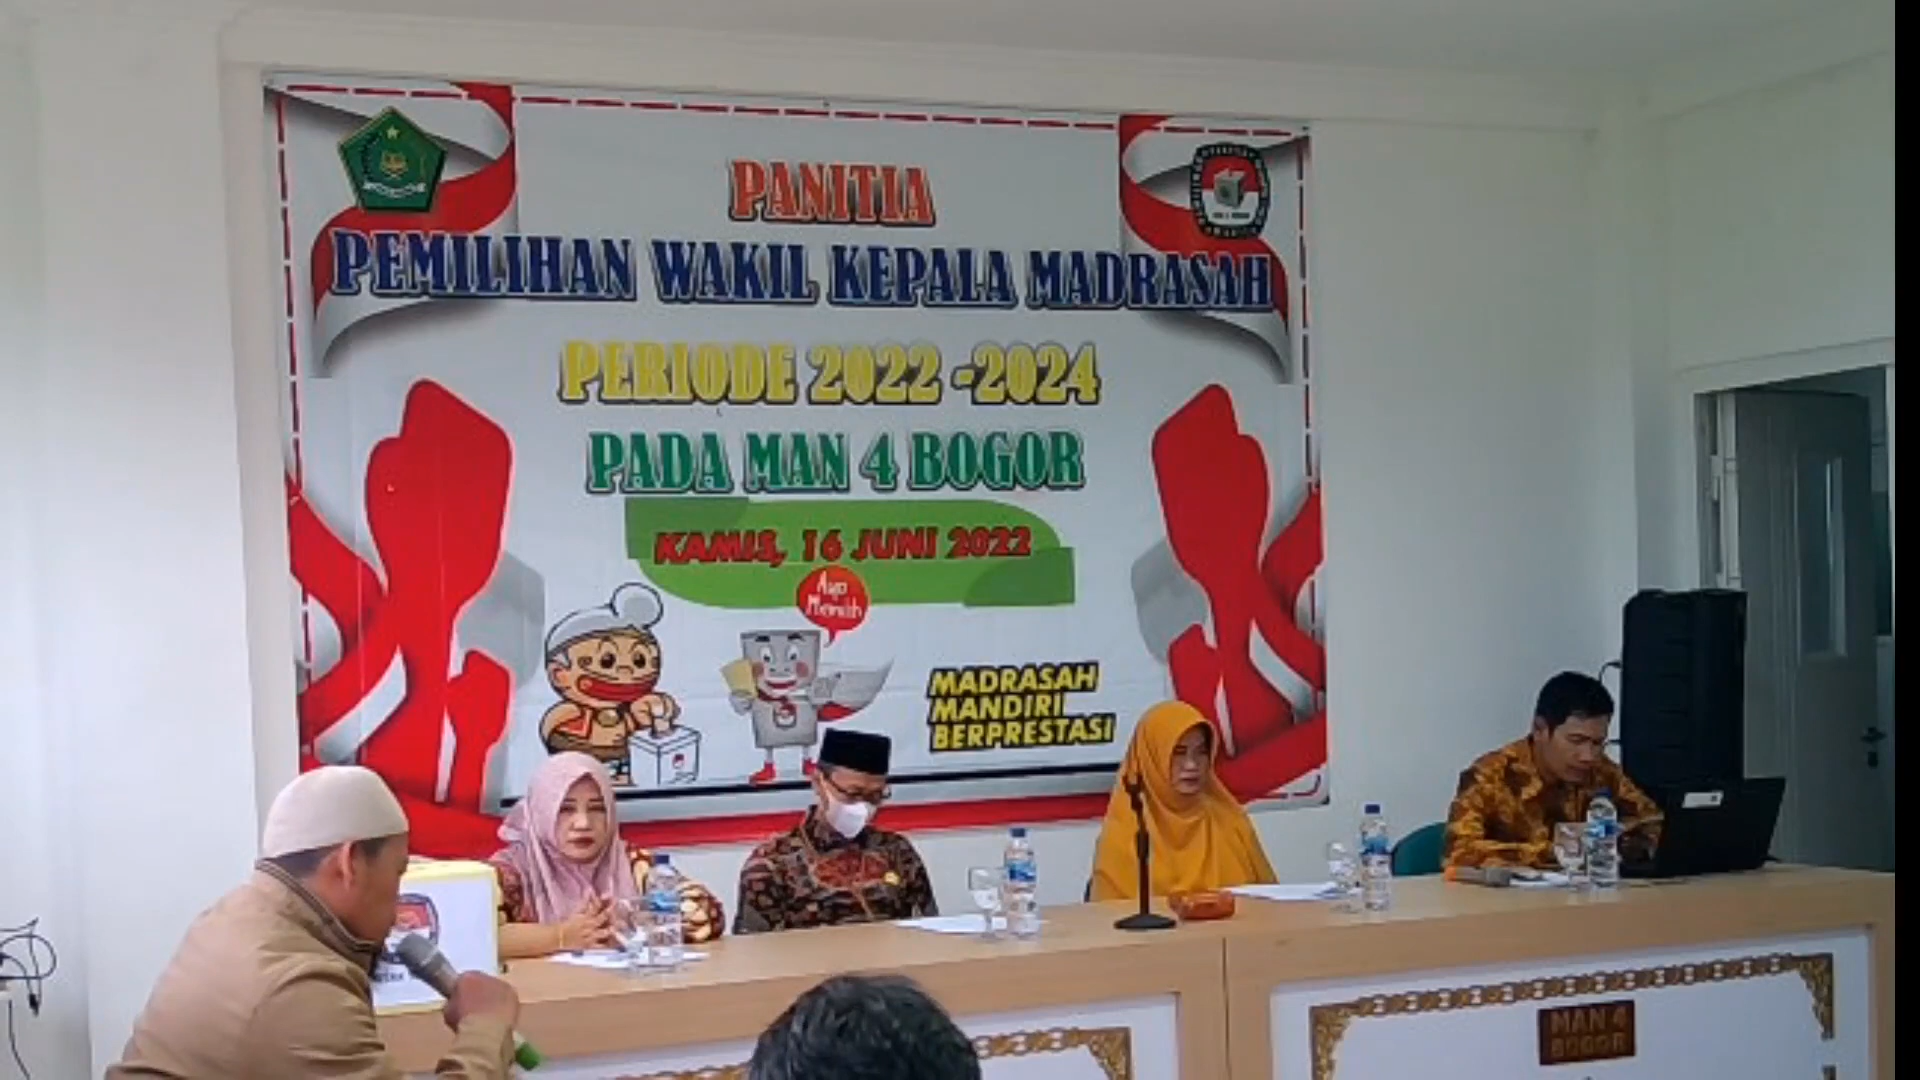 PANITIA
PEMILIHAN WAKIL KEPALA MADRASAH
PERIODE 2022 -2024
PADA MAN 4 BOGOR
KAMIS, 16 JUNI 2022
Ayo
Memilih
MADRASAH
MANDIRI
BERPRESTASI
MAN 4
BOGOR